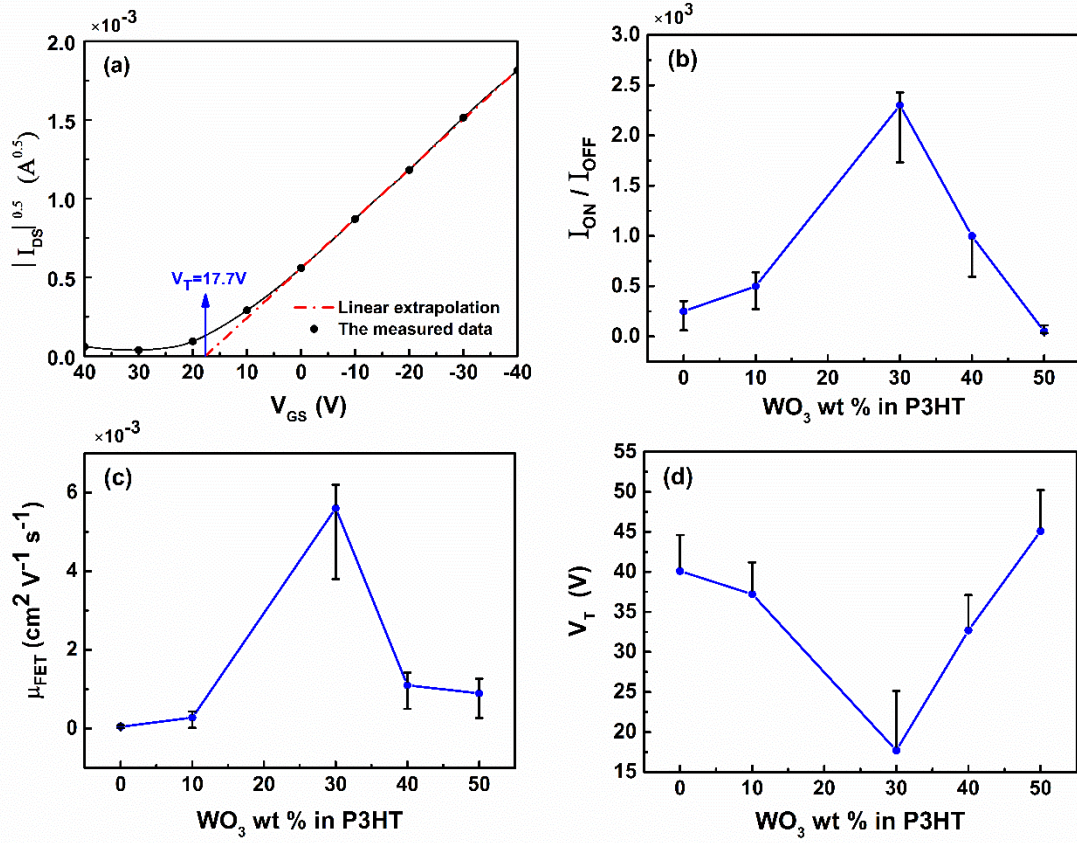 ×10⁻³
(a)
2.0
1.5
1.0
0.5
0.0
|I_DS|^0.5 (A^0.5)
V_T=17.7V
Linear extrapolation
The measured data
40 30 20 10 0 -10 -20 -30 -40
V_GS (V)
×10³
(b)
3.0
2.5
2.0
1.5
1.0
0.5
0.0
I_ON / I_OFF
0 10 20 30 40 50
WO₃ wt % in P3HT
×10⁻³
(c)
6
4
2
0
μ_FET (cm² V⁻¹ s⁻¹)
0 10 20 30 40 50
WO₃ wt % in P3HT
(d)
55
50
45
40
35
30
25
20
15
V_T (V)
0 10 20 30 40 50
WO₃ wt % in P3HT